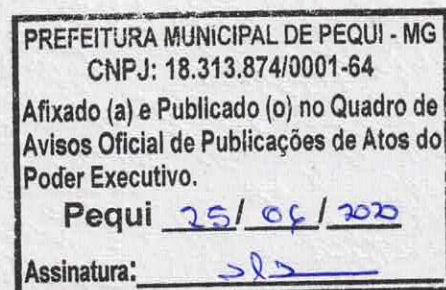 PREFEITURA MUNICIPAL DE PEQUI - MG
CNPJ: 18.313.874/0001-64
Afixado (a) e Publicado (o) no Quadro de
Avisos Oficial de Publicações de Atos do
Poder Executivo.
Pequi 25/ 06 / 2020
Assinatura: